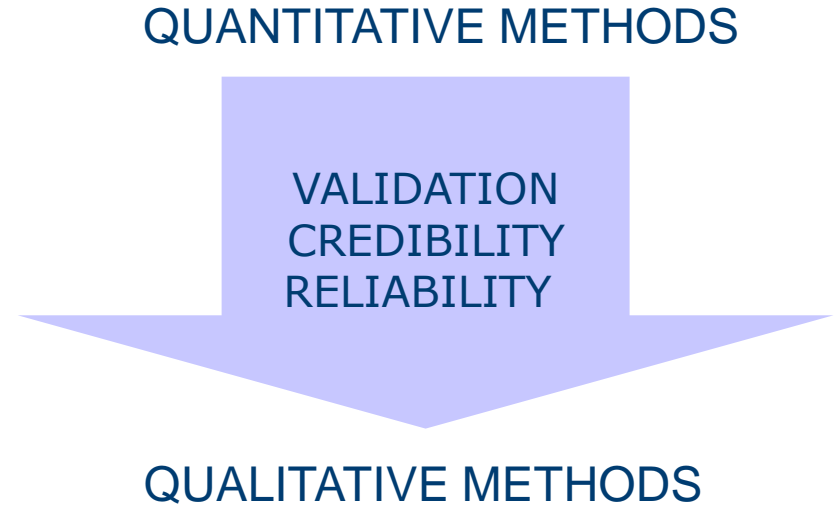 QUANTITATIVE METHODS
VALIDATION
CREDIBILITY
RELIABILITY
QUALITATIVE METHODS